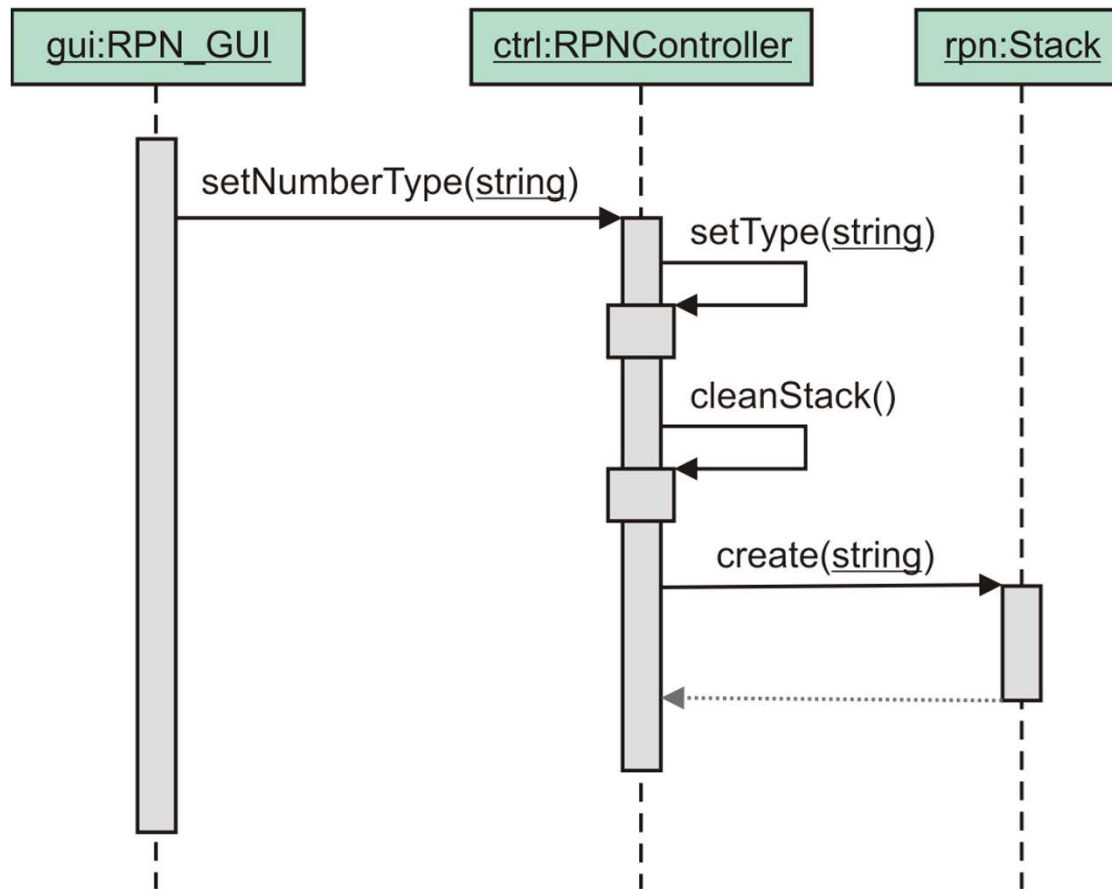 gui:RPN_GUI
ctrl:RPNController
rpn:Stack
setNumberType(string)
setType(string)
cleanStack()
create(string)